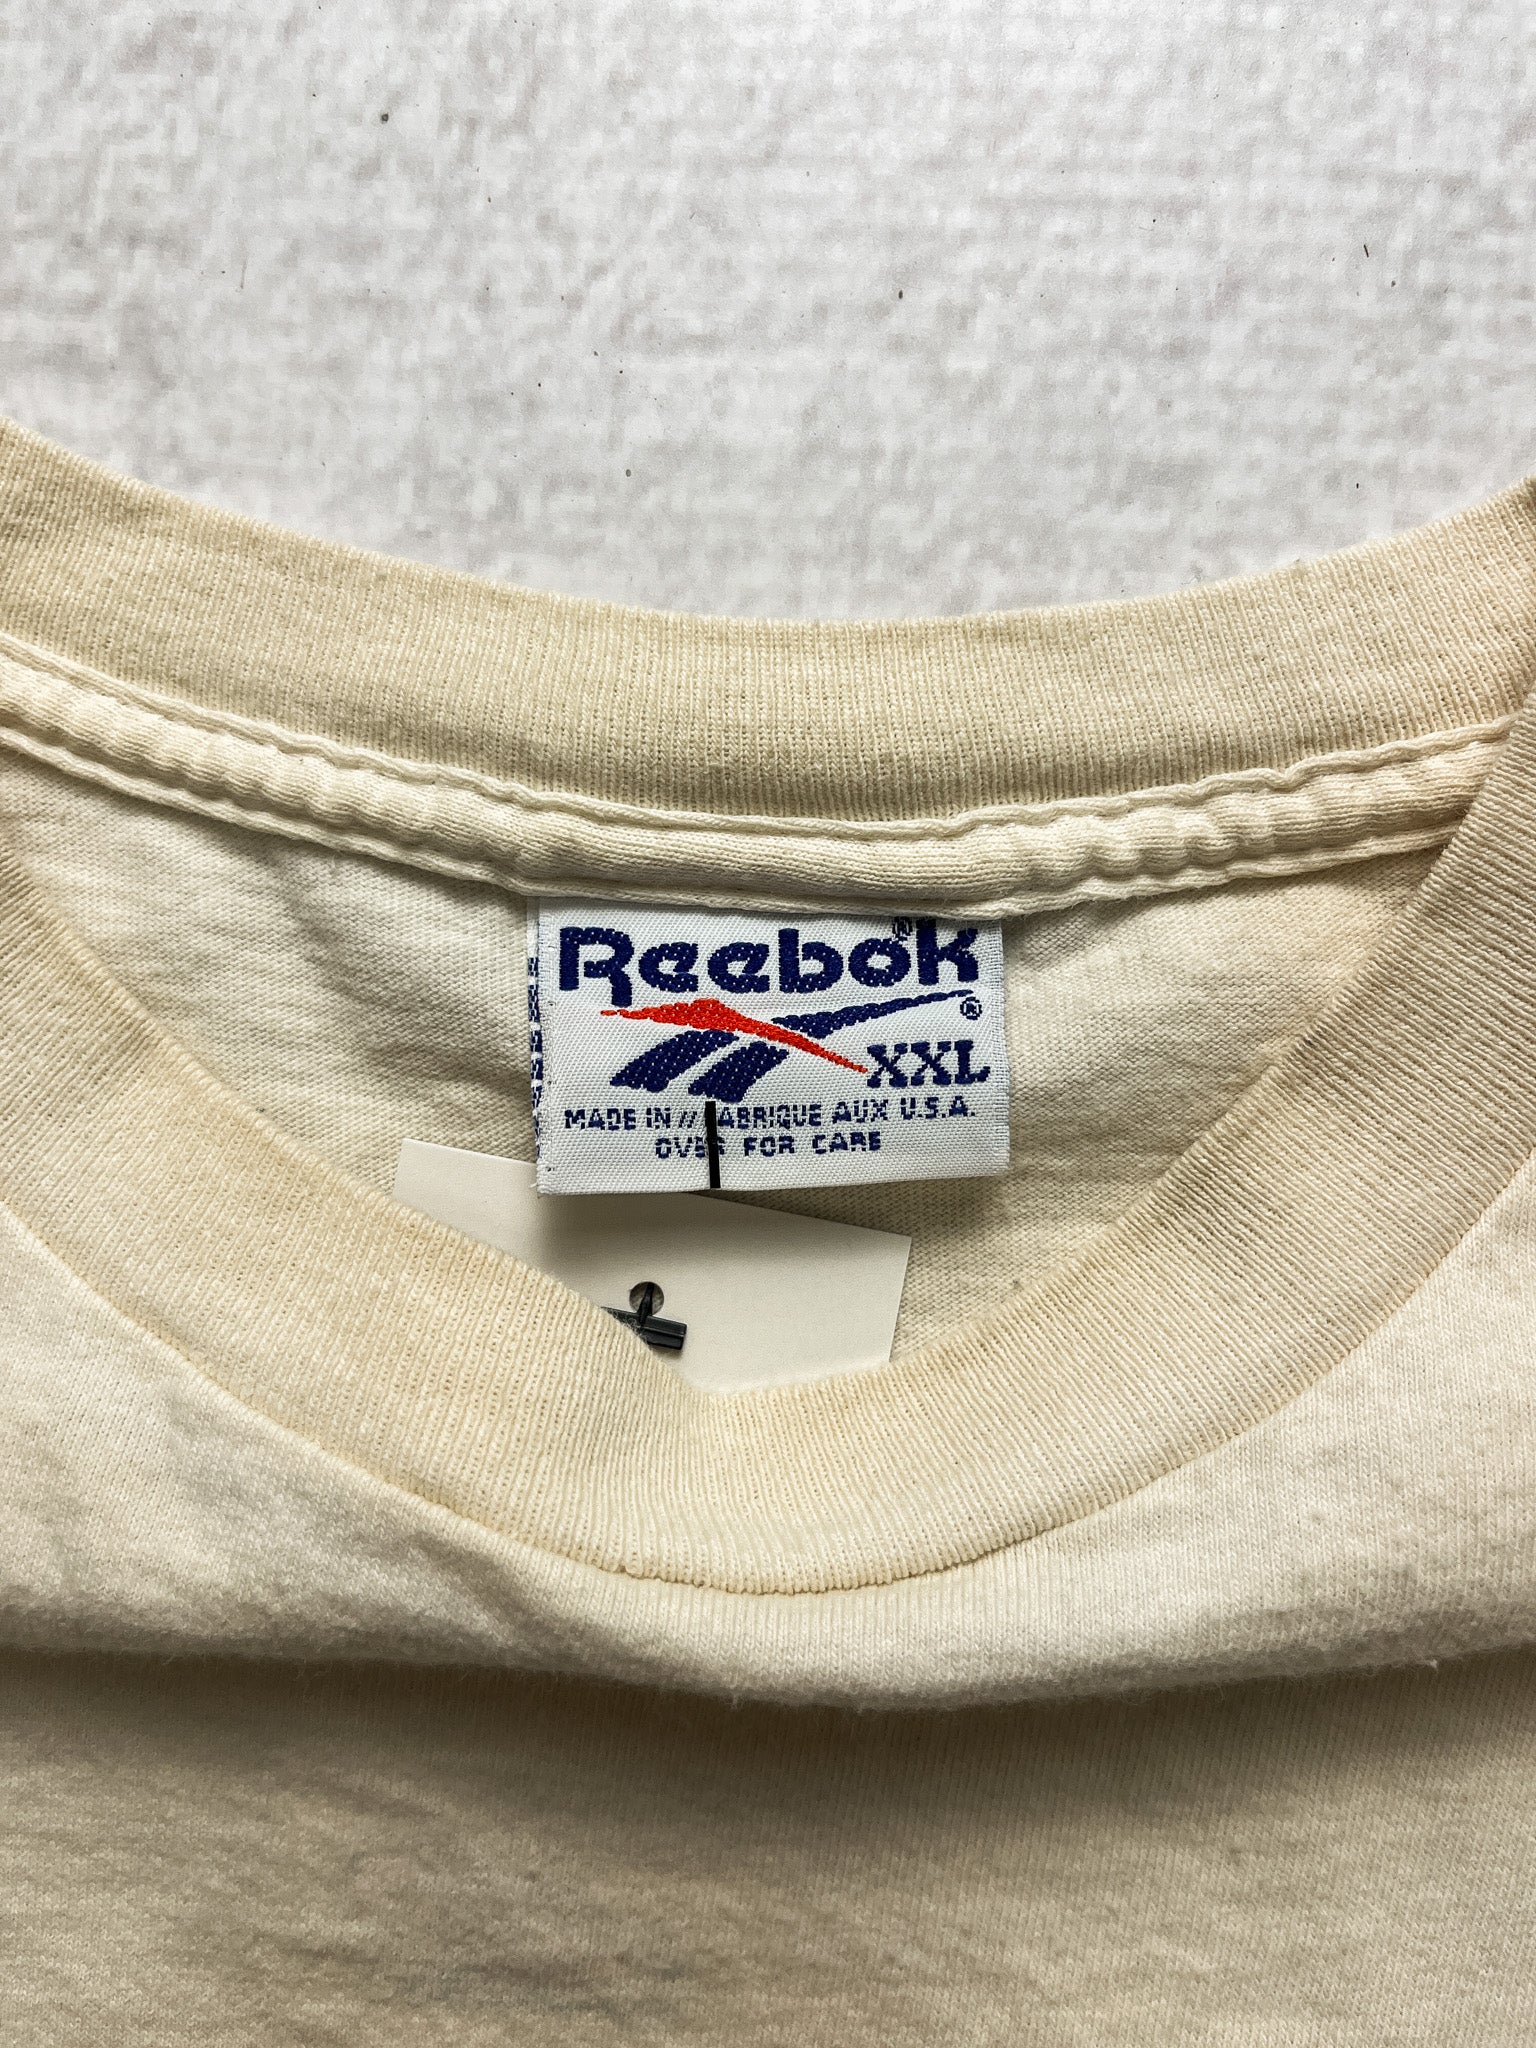 Reebok®
®
XXL
MADE IN // FABRIQUE AUX U.S.A.
OVER FOR CARE